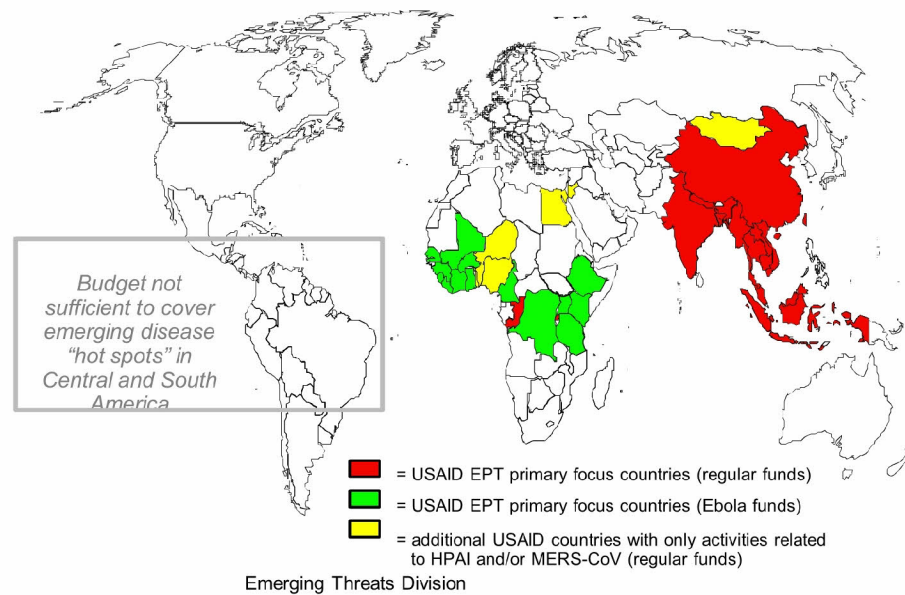 Budget not
sufficient to cover
emerging disease
“hot spots” in
Central and South
America
= USAID EPT primary focus countries (regular funds)
= USAID EPT primary focus countries (Ebola funds)
= additional USAID countries with only activities related
to HPAI and/or MERS-CoV (regular funds)
Emerging Threats Division